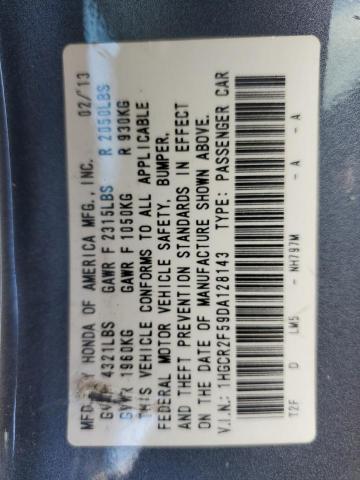 MFD BY HONDA OF AMERICA MFG., INC. 02/13
4321LBS GAWR F 2315LBS R 2050LBS
GVWR 1960KG GAWR F 1050KG R 930KG
THIS VEHICLE CONFORMS TO ALL APPLICABLE
FEDERAL MOTOR VEHICLE SAFETY, BUMPER,
AND THEFT PREVENTION STANDARDS IN EFFECT
ON THE DATE OF MANUFACTURE SHOWN ABOVE.
V.I.N.: 1HGCR2F59DA128143 TYPE: PASSENGER CAR
T2F D LM5 - NH797M - A - A